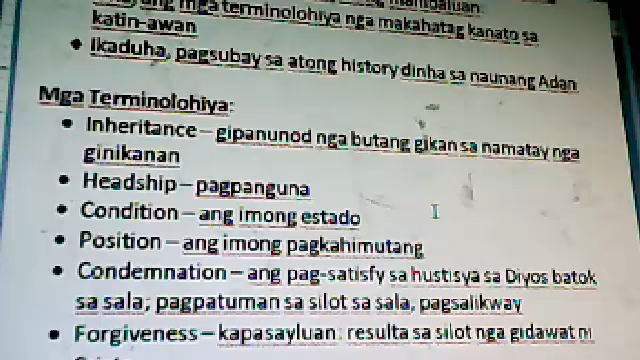 ang mga terminolohiya nga makahatag kanato sa
katin-awan
• Ikaduha, pagsubay sa atong history dinha sa naunang Adan
Mga Terminolohiya:
• Inheritance – gipanunod nga butang gikan sa namatay nga
ginikanan
• Headship – pagpanguna
• Condition – ang imong estado
• Position – ang imong pagkahimutang
• Condemnation – ang pag-satisfy sa hustisya sa Diyos batok
sa sala; pagpatuman sa silot sa sala, pagsalikway
• Forgiveness – kapasayluan; resulta sa silot nga gidawat ni